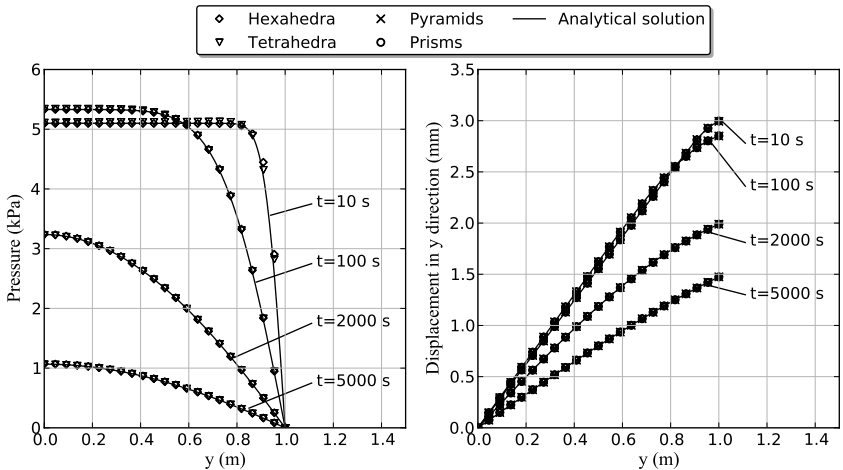 Hexahedra
Pyramids
Analytical solution
Tetrahedra
Prisms
6
5
4
3
2
1
0
Pressure (kPa)
t=10 s
t=100 s
t=2000 s
t=5000 s
0.0 0.2 0.4 0.6 0.8 1.0 1.2 1.4
y (m)
3.5
3.0
2.5
2.0
1.5
1.0
0.5
0.0
Displacement in y direction (mm)
t=10 s
t=100 s
t=2000 s
t=5000 s
0.0 0.2 0.4 0.6 0.8 1.0 1.2 1.4
y (m)